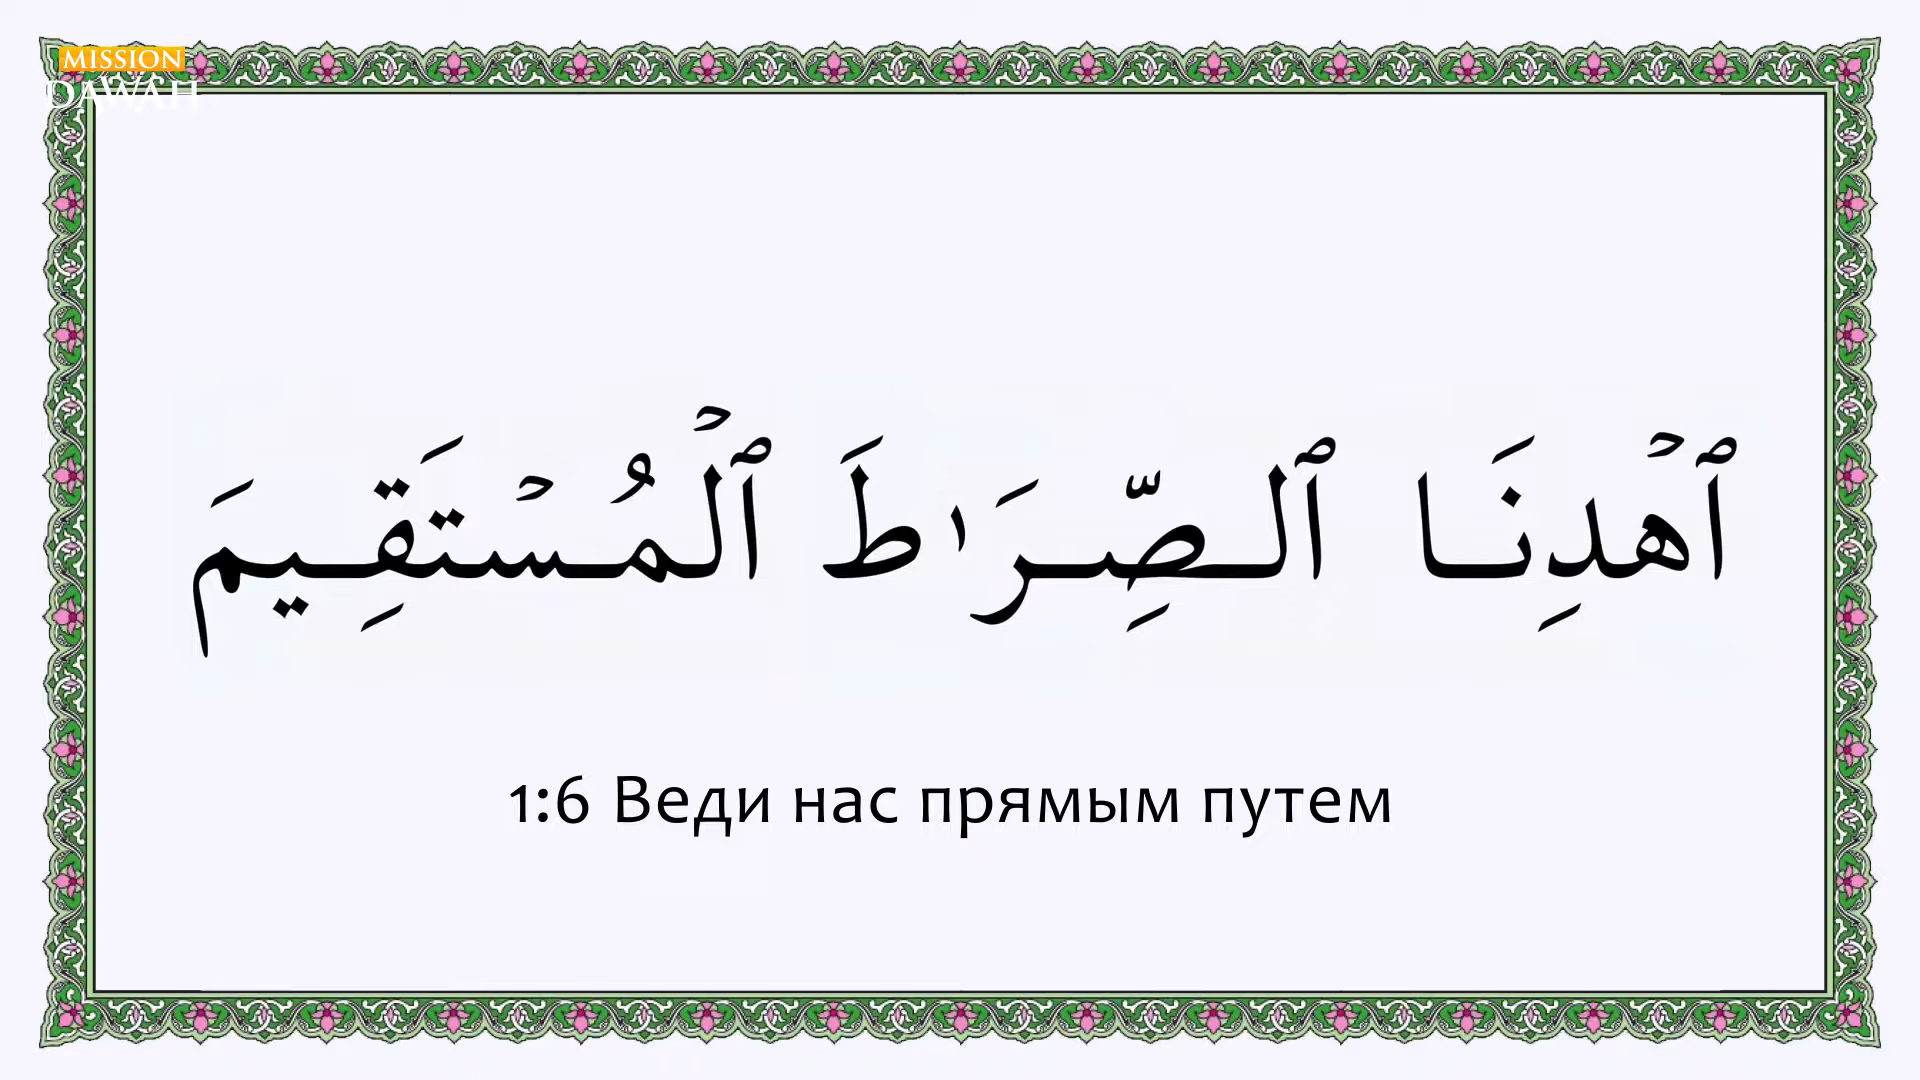 MISSION
DAWAH
ٱهۡدِنَا ٱلصِّرَٰطَ ٱلۡمُسۡتَقِيمَ
1:6 Веди нас прямым путем